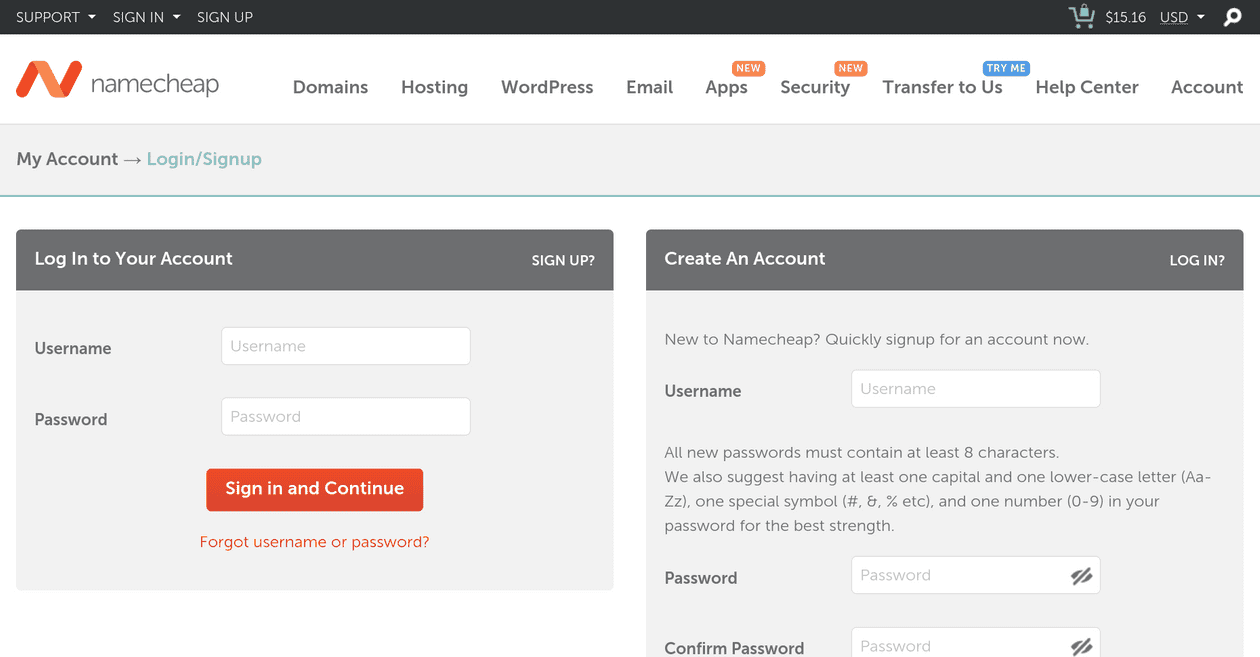 SUPPORT SIGN IN SIGN UP $15.16 USD
namecheap
Domains Hosting WordPress Email Apps NEW Security NEW Transfer to Us TRY ME Help Center Account
My Account → Login/Signup
Log In to Your Account SIGN UP?
Username Username
Password Password
Sign in and Continue
Forgot username or password?
Create An Account LOG IN?
New to Namecheap? Quickly signup for an account now.
Username Username
All new passwords must contain at least 8 characters.
We also suggest having at least one capital and one lower-case letter (Aa-
Zz), one special symbol (#, &, % etc), and one number (0-9) in your
password for the best strength.
Password Password
Confirm Password Password